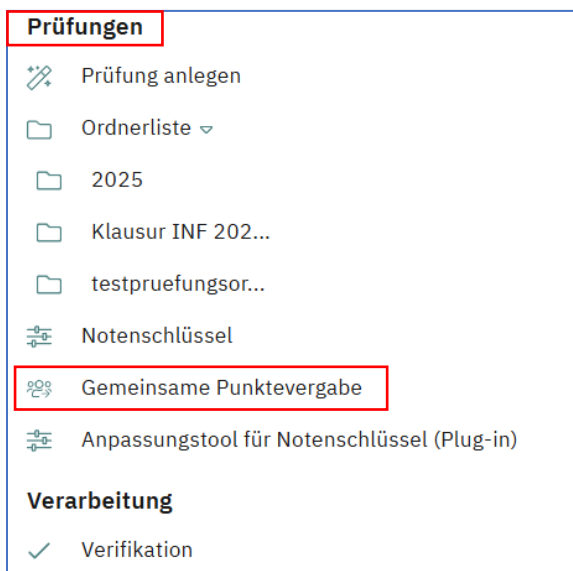 Prüfungen
Prüfung anlegen
Ordnerliste
2025
Klausur INF 202...
testpruefungsor...
Notenschlüssel
Gemeinsame Punktevergabe
Anpassungstool für Notenschlüssel (Plug-in)
Verarbeitung
Verifikation